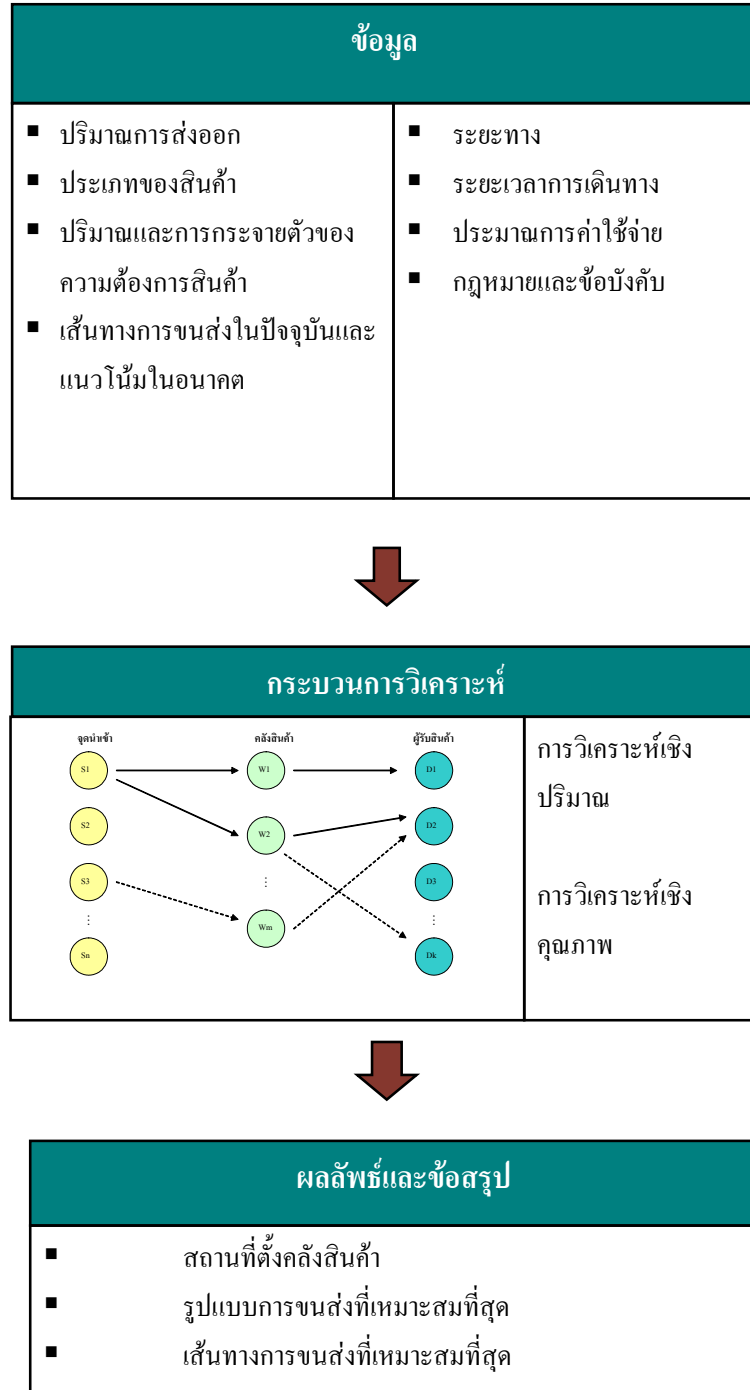 ข้อมูล
▪ ปริมาณการส่งออก
▪ ประเภทของสินค้า
▪ ปริมาณและการกระจายตัวของ
ความต้องการสินค้า
▪ เส้นทางการขนส่งในปัจจุบันและ
แนวโน้มในอนาคต
▪ ระยะทาง
▪ ระยะเวลาการเดินทาง
▪ ประมาณการค่าใช้จ่าย
▪ กฎหมายและข้อบังคับ
กระบวนการวิเคราะห์
จุดนำเข้า
S1
S2
S3
⋮
Sn
คลังสินค้า
W1
W2
⋮
Wm
ผู้รับสินค้า
D1
D2
D3
⋮
Dk
การวิเคราะห์เชิง
ปริมาณ
การวิเคราะห์เชิง
คุณภาพ
ผลลัพธ์และข้อสรุป
▪ สถานที่ตั้งคลังสินค้า
▪ รูปแบบการขนส่งที่เหมาะสมที่สุด
▪ เส้นทางการขนส่งที่เหมาะสมที่สุด